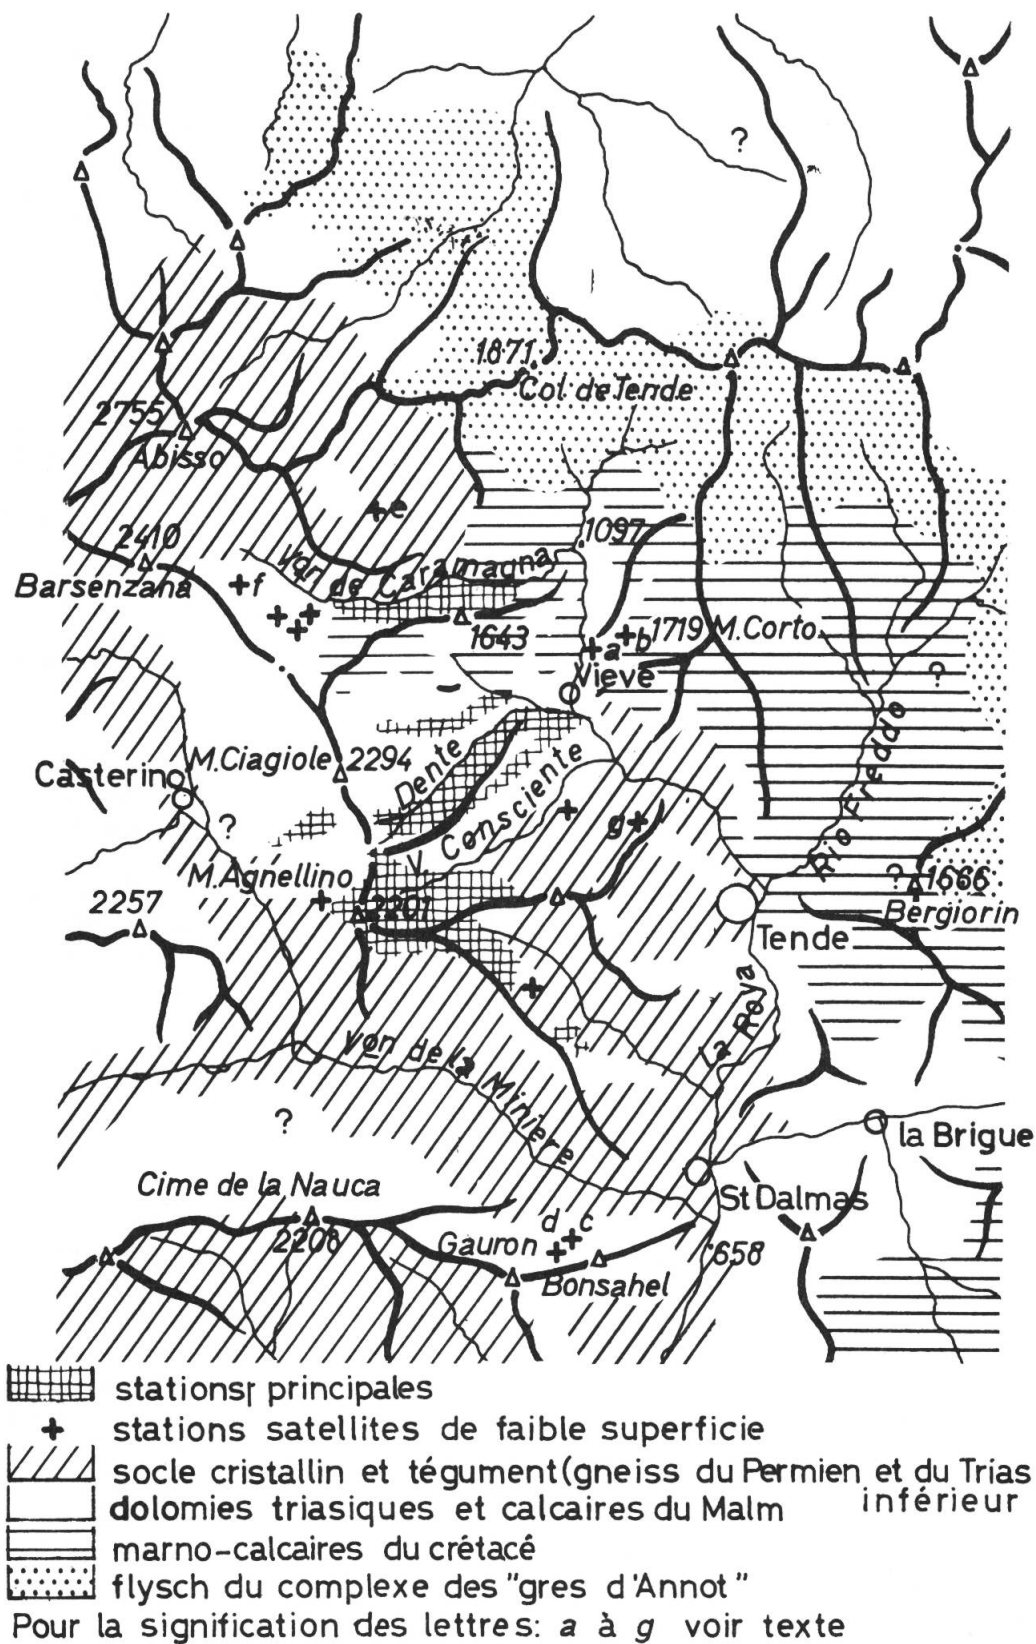 ?
1871
Col de Tende
2755
Abisso
e
2410
1097
Von de Caramagna
Barsenzana
f
1643
a
b
1719 M. Corto
Vieve
?
M. Ciagiole 2294
Dente
Casterino
V. Consciente
Rio Freddo
?
g
M. Agnellino
? 1666
2257
2201
Bergiorin
Tende
La Roya
Von de la Minière
?
la Brigue
Cime de la Nauca
St Dalmas
d c
2208
Gauron
658
Bonsahel
stations principales
stations satellites de faible superficie
socle cristallin et tégument (gneiss du Permien et du Trias
inférieur
dolomies triasiques et calcaires du Malm
marno-calcaires du crétacé
flysch du complexe des "gres d'Annot"
Pour la signification des lettres: a à g voir texte